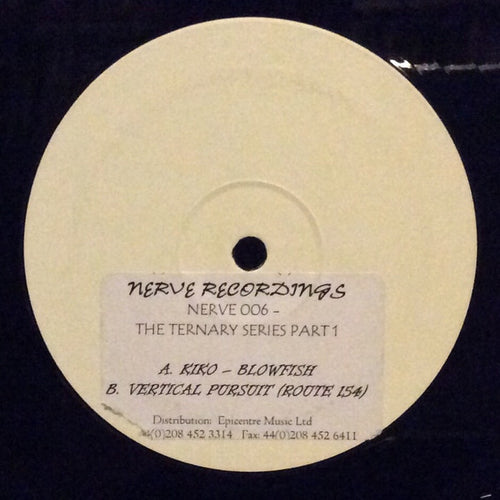 NERVE RECORDINGS
NERVE 006 -
THE TERNARY SERIES PART 1
A. KIKO - BLOWFISH
B. VERTICAL PURSUIT (ROUTE 154)
Distribution: Epicentre Music Ltd
44(0)208 452 3314 Fax: 44(0)208 452 6411